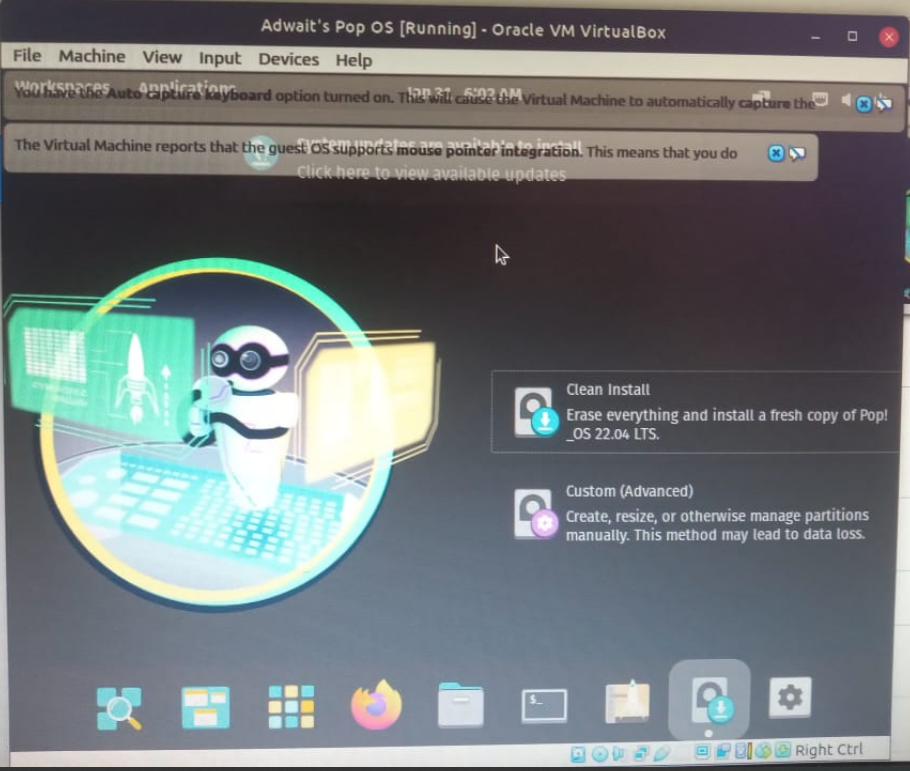 Adwait's Pop OS [Running] - Oracle VM VirtualBox
File Machine View Input Devices Help
Workspaces Applications Jan 31 6:02 AM
You have the Auto capture keyboard option turned on. This will cause the Virtual Machine to automatically capture the
System updates are available to install
The Virtual Machine reports that the guest OS supports mouse pointer integration. This means that you do
Click here to view available updates
Clean Install
Erase everything and install a fresh copy of Pop!
_OS 22.04 LTS.
Custom (Advanced)
Create, resize, or otherwise manage partitions
manually. This method may lead to data loss.
$_
Right Ctrl